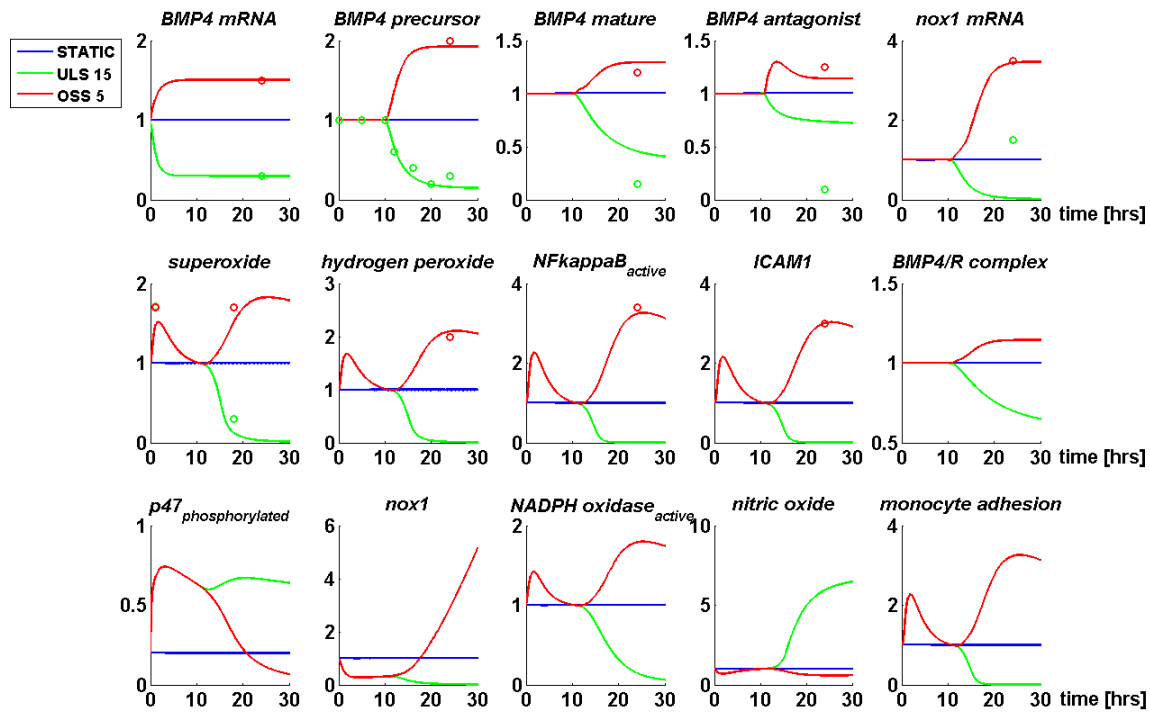 BMP4 mRNA BMP4 precursor BMP4 mature BMP4 antagonist nox1 mRNA
STATIC
ULS 15
OSS 5
2 2 1.5 1.5 4
1 1 1 1 2
0.5 0.5
0 0 0 0 0
0 10 20 30 0 10 20 30 0 10 20 30 0 10 20 30 0 10 20 30 time [hrs]
superoxide hydrogen peroxide NFkappaB active ICAM1 BMP4/R complex
2 3 4 4 1.5
1 2 2 2 1
1
0 0 0 0 0.5
0 10 20 30 0 10 20 30 0 10 20 30 0 10 20 30 0 10 20 30 time [hrs]
p47 phosphorylated nox1 NADPH oxidase active nitric oxide monocyte adhesion
1 6 2 10 4
0.5 4 1 5 2
2
0 0 0 0 0
0 10 20 30 0 10 20 30 0 10 20 30 0 10 20 30 0 10 20 30 time [hrs]